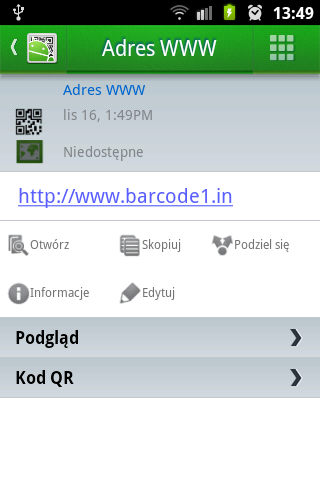 13:49
Adres WWW
Adres WWW
lis 16, 1:49PM
Niedostępne
http://www.barcode1.in
Otwórz Skopiuj Podziel się
Informacje Edytuj
Podgląd
Kod QR